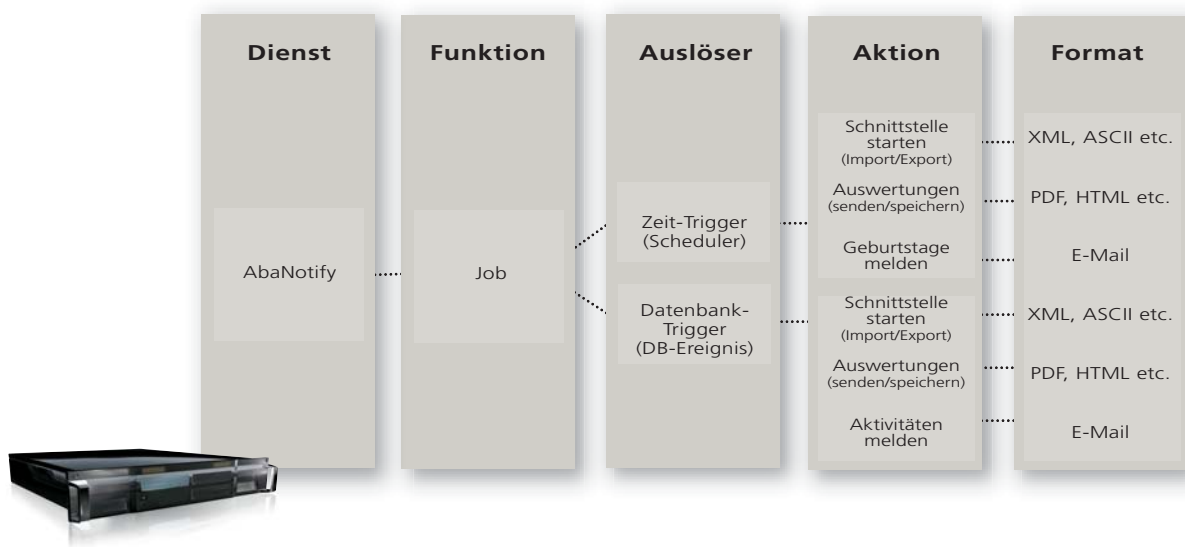 Dienst
Funktion
Auslöser
Aktion
Format
AbaNotify
Job
Zeit-Trigger
(Scheduler)
Datenbank-
Trigger
(DB-Ereignis)
Schnittstelle
starten
(Import/Export)
Auswertungen
(senden/speichern)
Geburtstage
melden
Schnittstelle
starten
(Import/Export)
Auswertungen
(senden/speichern)
Aktivitäten
melden
XML, ASCII etc.
PDF, HTML etc.
E-Mail
XML, ASCII etc.
PDF, HTML etc.
E-Mail